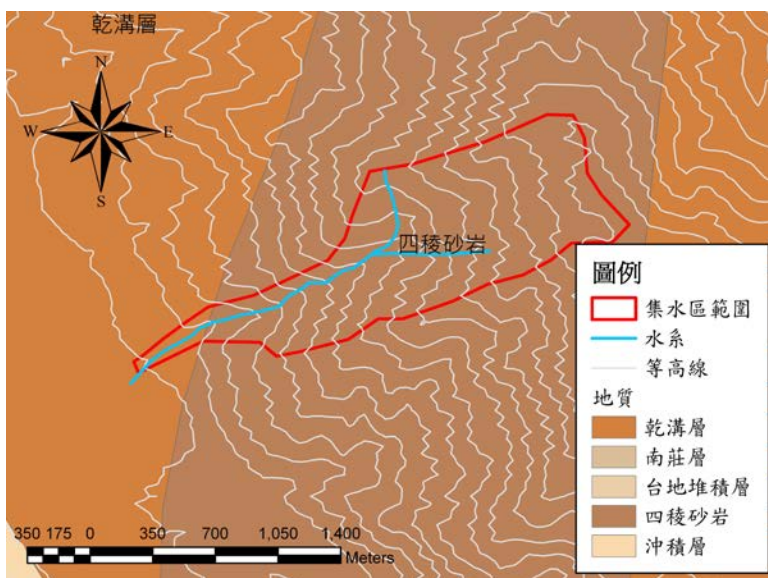 乾溝層
N
W
E
S
四稜砂岩
圖例
集水區範圍
水系
等高線
地質
乾溝層
南莊層
台地堆積層
四稜砂岩
沖積層
350 175 0 350 700 1,050 1,400
Meters